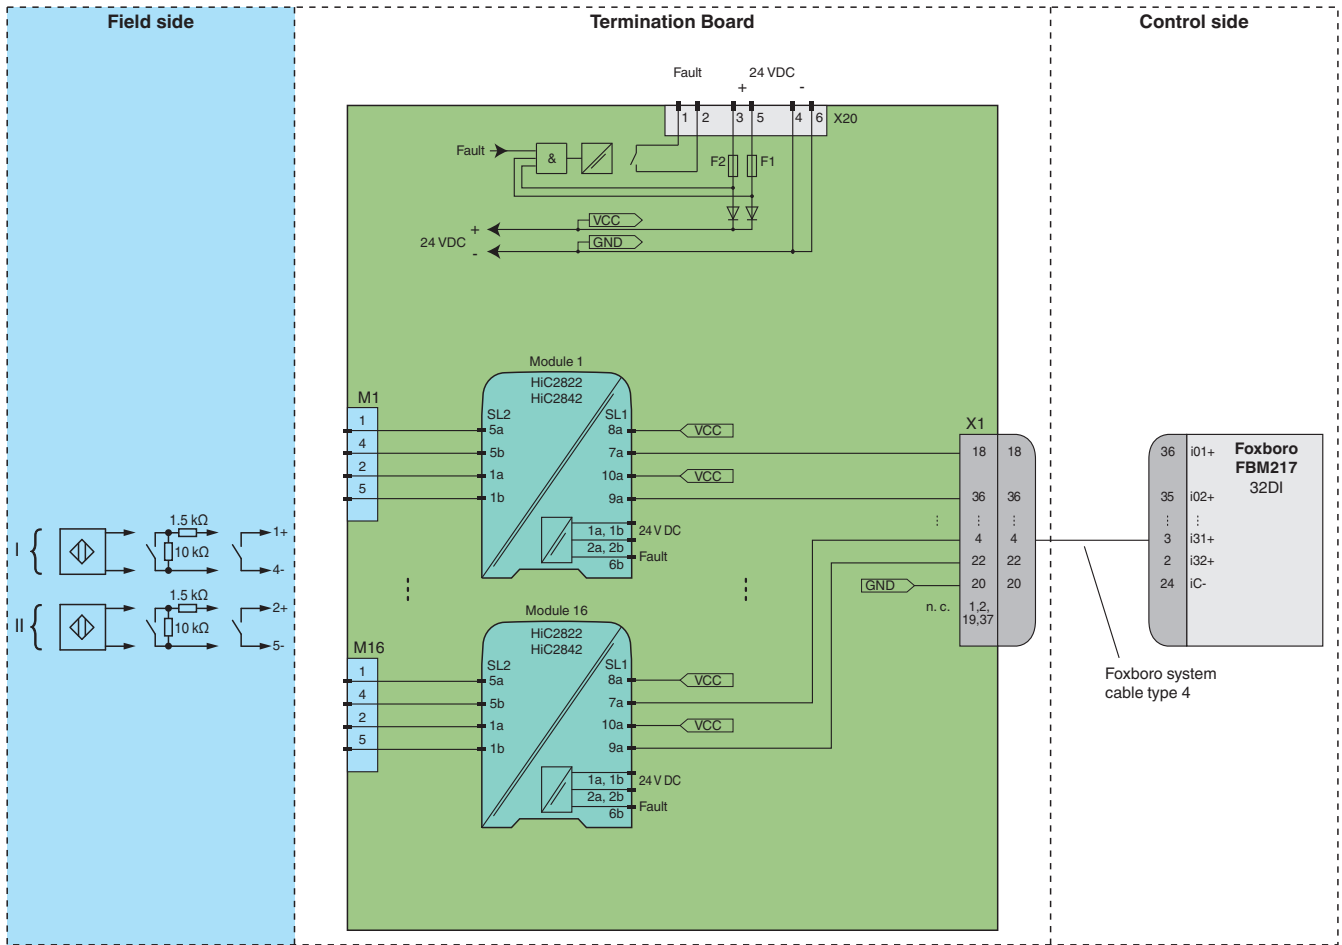 Field side
Termination Board
Control side
Fault
24 VDC
+
-
1
2
3
5
4
6
X20
Fault
&
F2
F1
VCC
+
24 VDC
GND
-
Module 1
HiC2822
HiC2842
M1
SL2
SL1
1
5a
8a
VCC
4
5b
7a
2
1a
10a
VCC
5
1b
9a
1a, 1b
24 V DC
2a, 2b
Fault
6b
X1
18
18
36
36
⋮
⋮
⋮
4
4
22
22
GND
20
20
n. c.
1,2,
19,37
36
i01+
Foxboro
FBM217
32DI
35
i02+
⋮
⋮
3
i31+
2
i32+
24
iC-
Foxboro system
cable type 4
I
1.5 kΩ
10 kΩ
1+
4-
II
1.5 kΩ
10 kΩ
2+
5-
Module 16
HiC2822
HiC2842
M16
SL2
SL1
1
5a
8a
VCC
4
5b
7a
2
1a
10a
VCC
5
1b
9a
1a, 1b
24 V DC
2a, 2b
Fault
6b